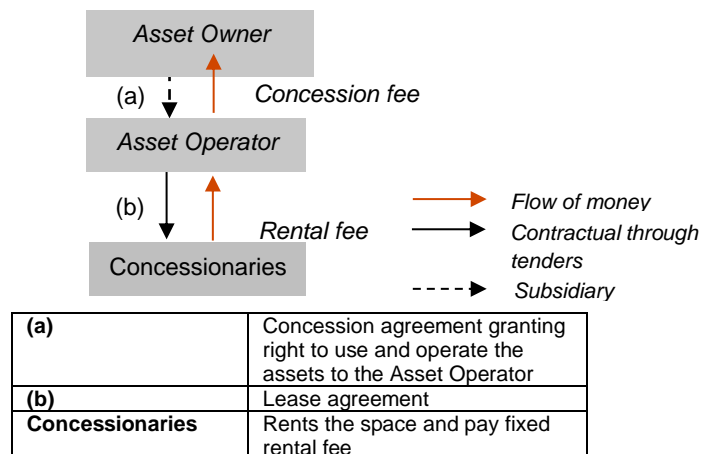 Asset Owner
(a)
Concession fee
Asset Operator
(b)
Rental fee
Concessionaries
Flow of money
Contractual through
tenders
Subsidiary
(a)
Concession agreement granting
right to use and operate the
assets to the Asset Operator
(b)
Lease agreement
Concessionaries
Rents the space and pay fixed
rental fee